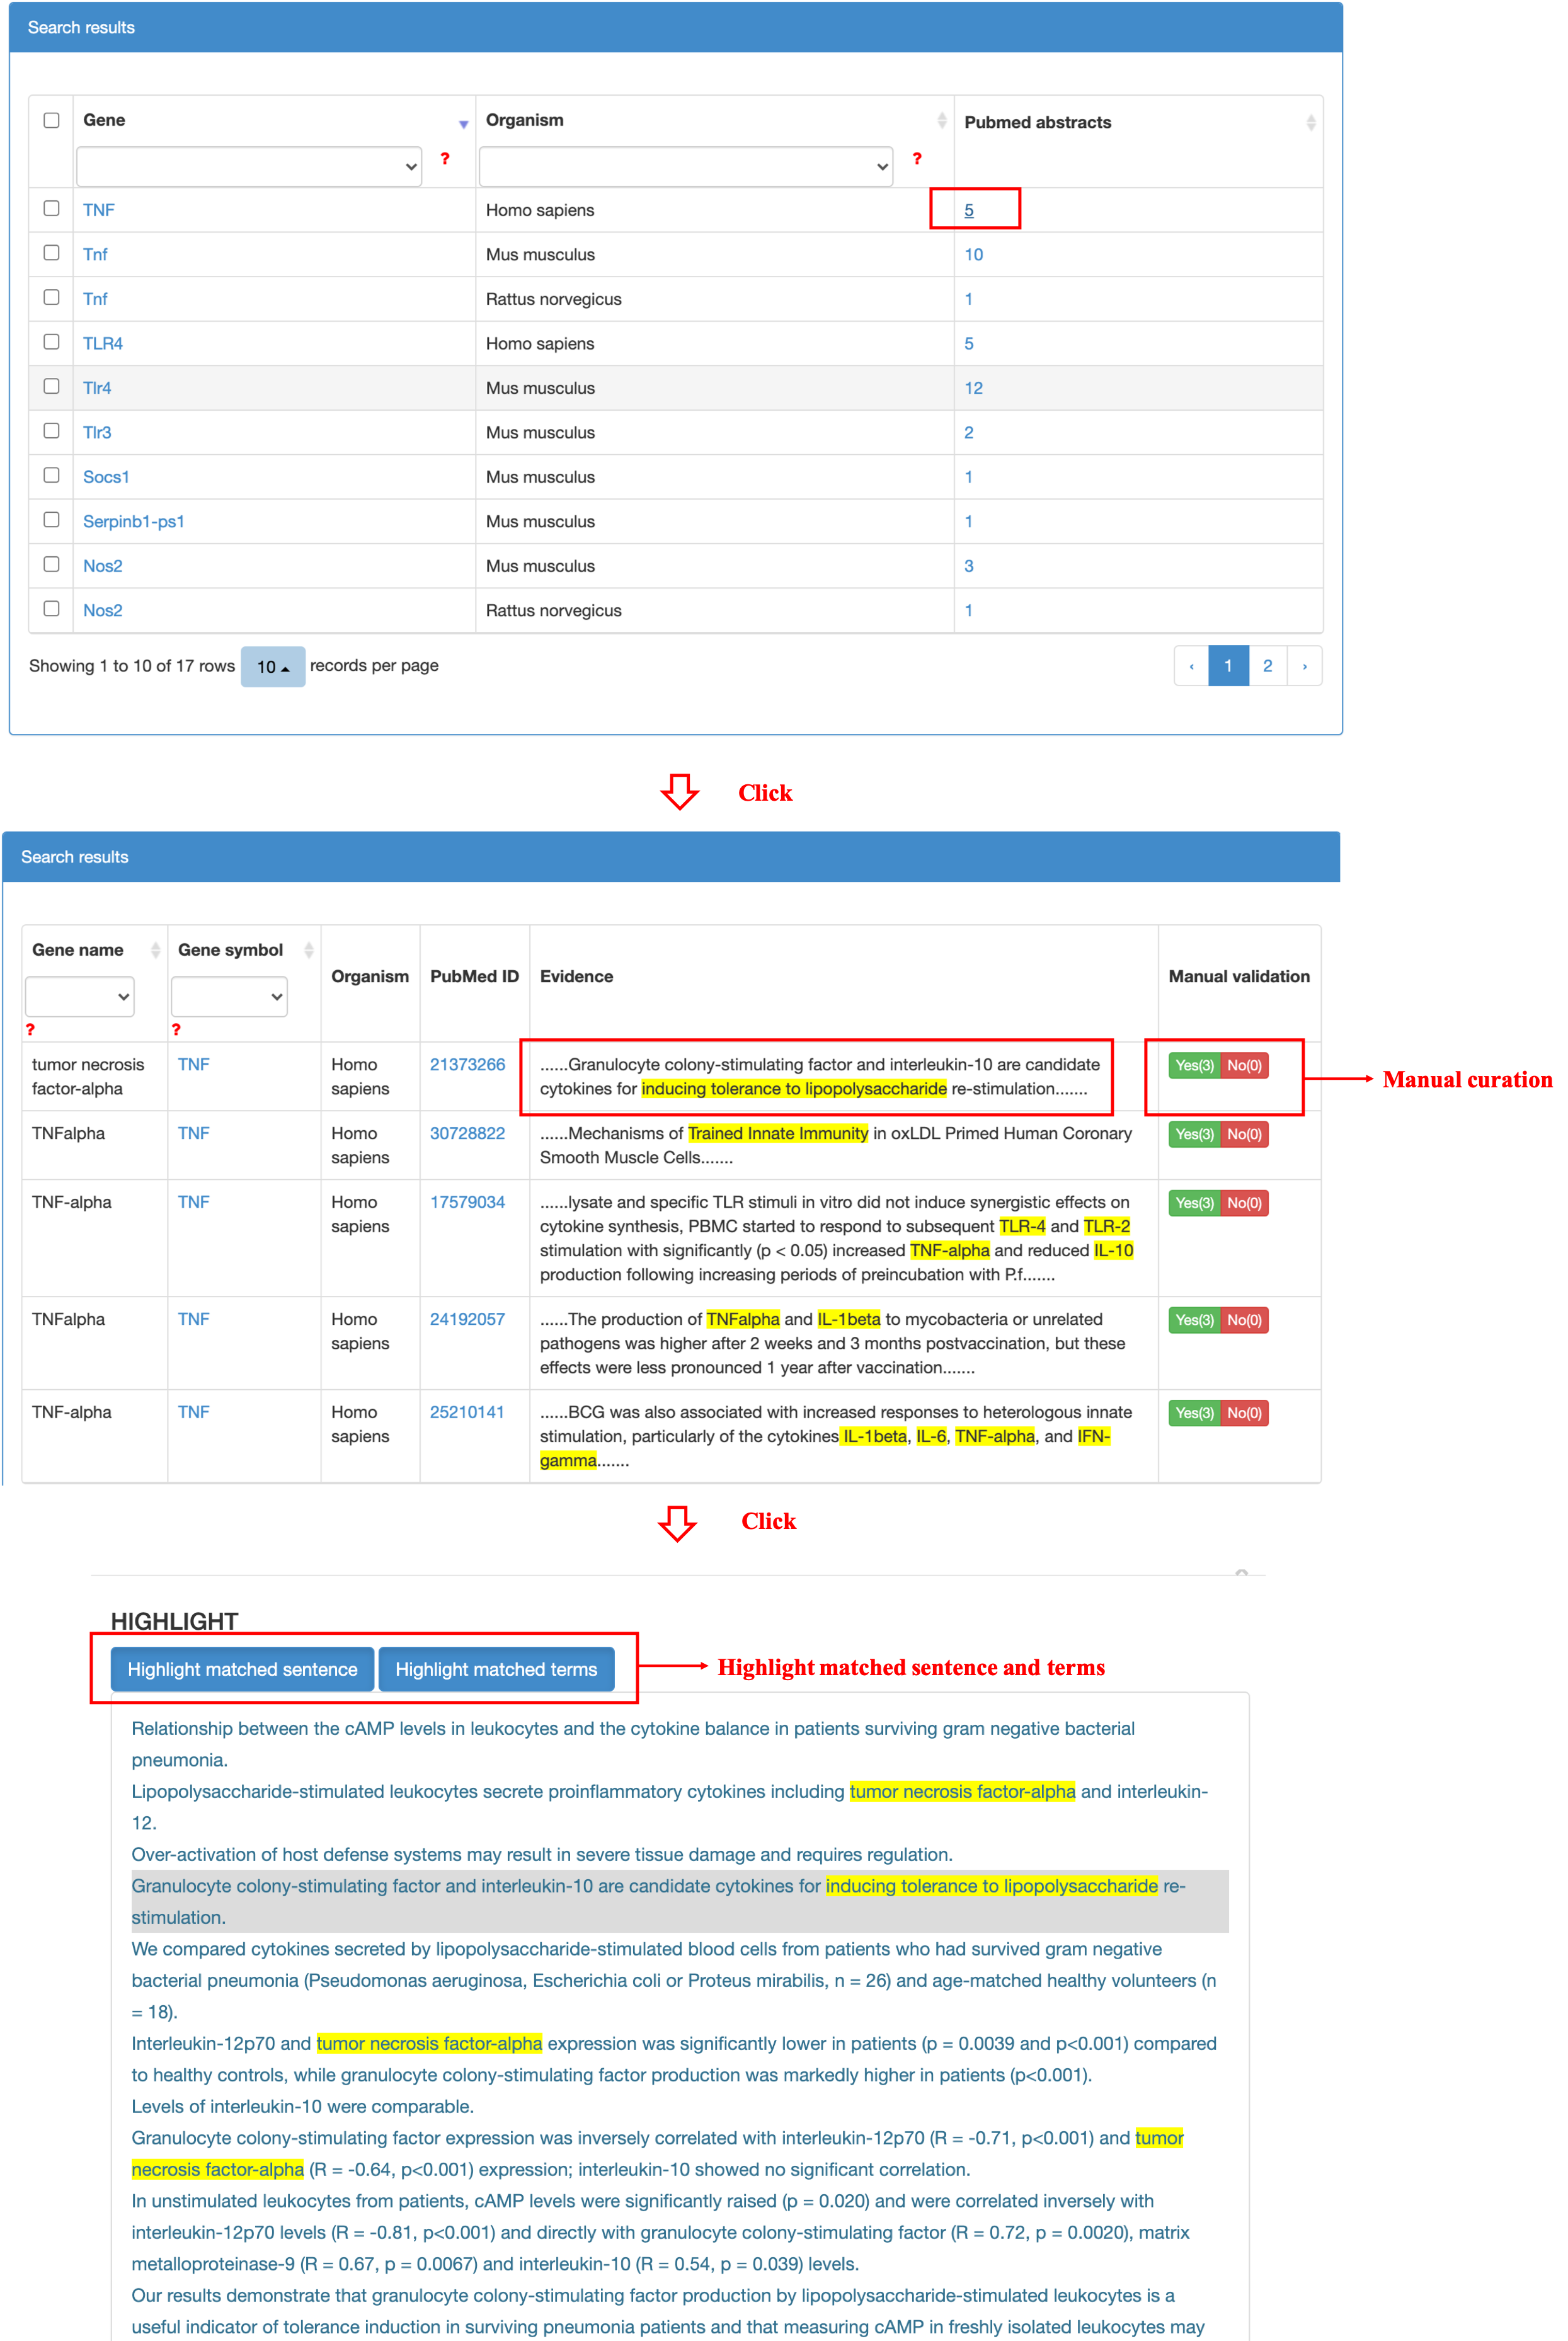 Search results
Gene
Organism
Pubmed abstracts
?
?
TNF Homo sapiens 5
Tnf Mus musculus 10
Tnf Rattus norvegicus 1
TLR4 Homo sapiens 5
Tlr4 Mus musculus 12
Tlr3 Mus musculus 2
Socs1 Mus musculus 1
Serpinb1-ps1 Mus musculus 1
Nos2 Mus musculus 3
Nos2 Rattus norvegicus 1
Showing 1 to 10 of 17 rows 10 records per page
‹ 1 2 ›
Click
Search results
Gene name
Gene symbol
Organism
PubMed ID
Evidence
Manual validation
?
?
tumor necrosis
factor-alpha
TNF
Homo
sapiens
21373266
......Granulocyte colony-stimulating factor and interleukin-10 are candidate
cytokines for inducing tolerance to lipopolysaccharide re-stimulation.......
Yes(3) No(0)
Manual curation
TNFalpha
TNF
Homo
sapiens
30728822
......Mechanisms of Trained Innate Immunity in oxLDL Primed Human Coronary
Smooth Muscle Cells.......
Yes(3) No(0)
TNF-alpha
TNF
Homo
sapiens
17579034
......lysate and specific TLR stimuli in vitro did not induce synergistic effects on
cytokine synthesis, PBMC started to respond to subsequent TLR-4 and TLR-2
stimulation with significantly (p < 0.05) increased TNF-alpha and reduced IL-10
production following increasing periods of preincubation with P.f.......
Yes(3) No(0)
TNFalpha
TNF
Homo
sapiens
24192057
......The production of TNFalpha and IL-1beta to mycobacteria or unrelated
pathogens was higher after 2 weeks and 3 months postvaccination, but these
effects were less pronounced 1 year after vaccination.......
Yes(3) No(0)
TNF-alpha
TNF
Homo
sapiens
25210141
......BCG was also associated with increased responses to heterologous innate
stimulation, particularly of the cytokines IL-1beta, IL-6, TNF-alpha, and IFN-
gamma.......
Yes(3) No(0)
Click
HIGHLIGHT
Highlight matched sentence Highlight matched terms
Highlight matched sentence and terms
Relationship between the cAMP levels in leukocytes and the cytokine balance in patients surviving gram negative bacterial
pneumonia.
Lipopolysaccharide-stimulated leukocytes secrete proinflammatory cytokines including tumor necrosis factor-alpha and interleukin-
12.
Over-activation of host defense systems may result in severe tissue damage and requires regulation.
Granulocyte colony-stimulating factor and interleukin-10 are candidate cytokines for inducing tolerance to lipopolysaccharide re-
stimulation.
We compared cytokines secreted by lipopolysaccharide-stimulated blood cells from patients who had survived gram negative
bacterial pneumonia (Pseudomonas aeruginosa, Escherichia coli or Proteus mirabilis, n = 26) and age-matched healthy volunteers (n
= 18).
Interleukin-12p70 and tumor necrosis factor-alpha expression was significantly lower in patients (p = 0.0039 and p<0.001) compared
to healthy controls, while granulocyte colony-stimulating factor production was markedly higher in patients (p<0.001).
Levels of interleukin-10 were comparable.
Granulocyte colony-stimulating factor expression was inversely correlated with interleukin-12p70 (R = -0.71, p<0.001) and tumor
necrosis factor-alpha (R = -0.64, p<0.001) expression; interleukin-10 showed no significant correlation.
In unstimulated leukocytes from patients, cAMP levels were significantly raised (p = 0.020) and were correlated inversely with
interleukin-12p70 levels (R = -0.81, p<0.001) and directly with granulocyte colony-stimulating factor (R = 0.72, p = 0.0020), matrix
metalloproteinase-9 (R = 0.67, p = 0.0067) and interleukin-10 (R = 0.54, p = 0.039) levels.
Our results demonstrate that granulocyte colony-stimulating factor production by lipopolysaccharide-stimulated leukocytes is a
useful indicator of tolerance induction in surviving pneumonia patients and that measuring cAMP in freshly isolated leukocytes may